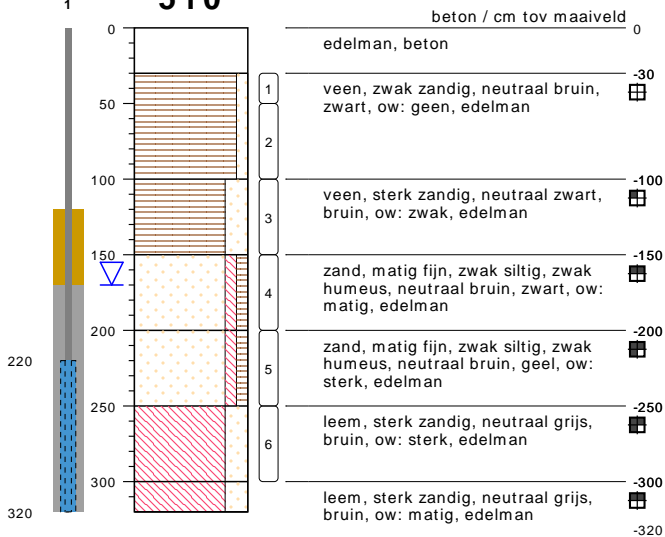 1
beton / cm tov maaiveld
0
0
edelman, beton
-30
veen, zwak zandig, neutraal bruin,
zwart, ow: geen, edelman
1
50
2
100
-100
veen, sterk zandig, neutraal zwart,
bruin, ow: zwak, edelman
3
150
-150
zand, matig fijn, zwak siltig, zwak
humeus, neutraal bruin, zwart, ow:
matig, edelman
4
200
-200
zand, matig fijn, zwak siltig, zwak
humeus, neutraal bruin, geel, ow:
sterk, edelman
220
5
250
-250
leem, sterk zandig, neutraal grijs,
bruin, ow: sterk, edelman
6
300
-300
leem, sterk zandig, neutraal grijs,
bruin, ow: matig, edelman
320
-320